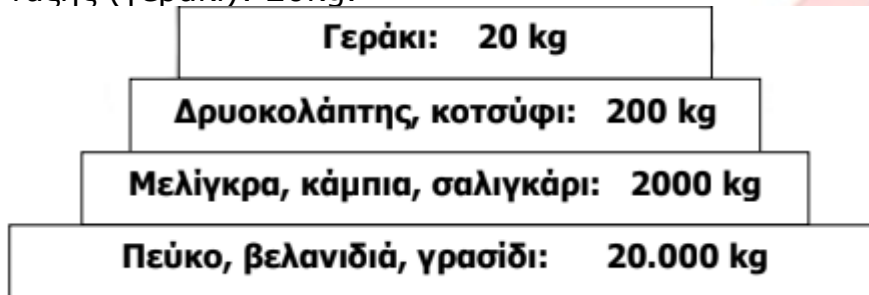 Γεράκι: 20 kg
Δρυοκολάπτης, κοτσύφι: 200 kg
Μελίγκρα, κάμπια, σαλιγκάρι: 2000 kg
Πεύκο, βελανιδιά, γρασίδι: 20.000 kg